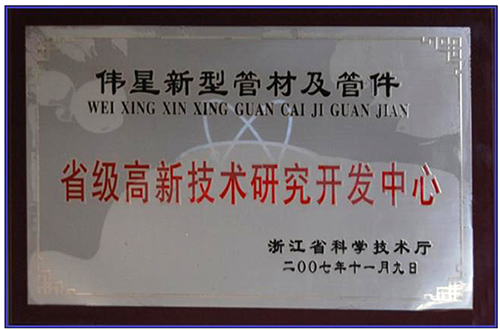 伟星新型管材及管件
WEI XING XIN XING GUAN CAI JI GUAN JIAN
省级高新技术研究开发中心
浙江省科学技术厅
二00七年十一月九日